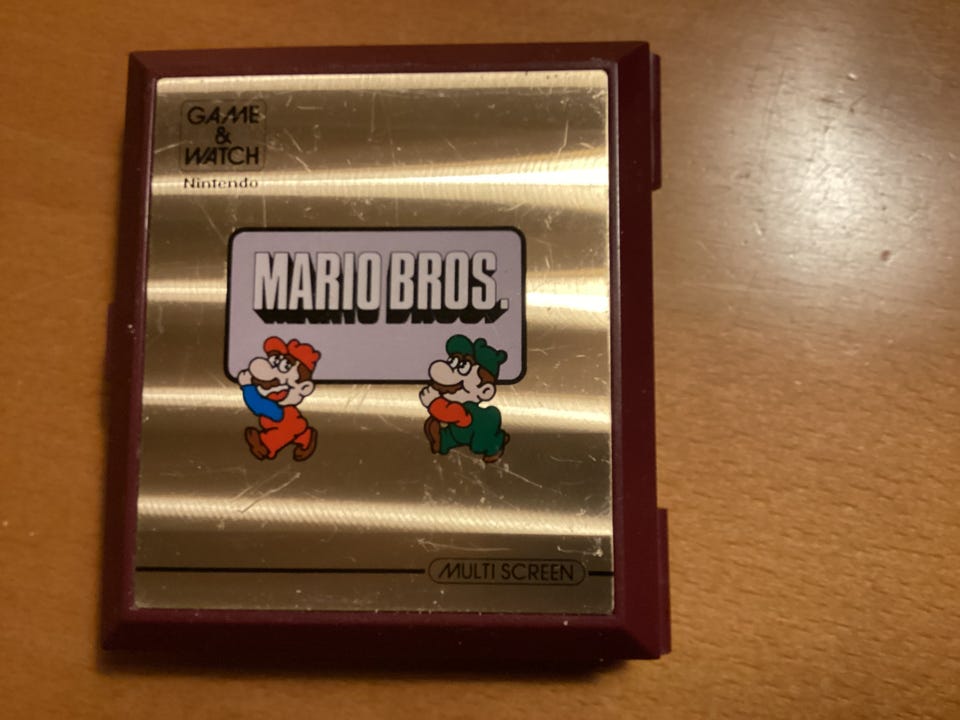 GAME
&
WATCH
Nintendo
MARIO BROS.
MULTI SCREEN